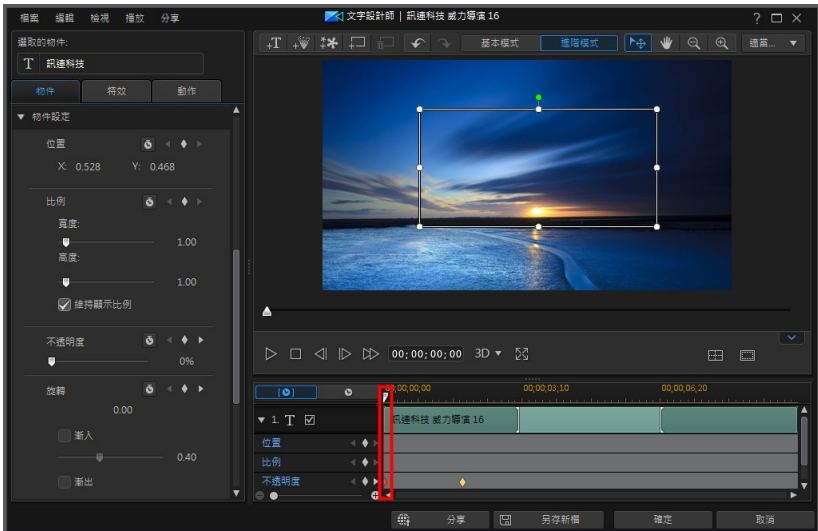 檔案 編輯 檢視 播放 分享
文字設計師 | 訊連科技 威力導演 16
選取的物件:
T 訊連科技
物件 特效 動作
物件設定
位置
X: 0.528 Y: 0.468
比例
寬度:
1.00
高度:
1.00
維持顯示比例
不透明度
0%
旋轉
0.00
漸入
0.40
漸出
+T
基本模式 進階模式
適當...
00;00;00;00 3D
00;00;00 00;00;03;10 00;00;06;20
1. T 訊連科技 威力導演 16
位置
比例
不透明度
分享 另存新檔 確定 取消